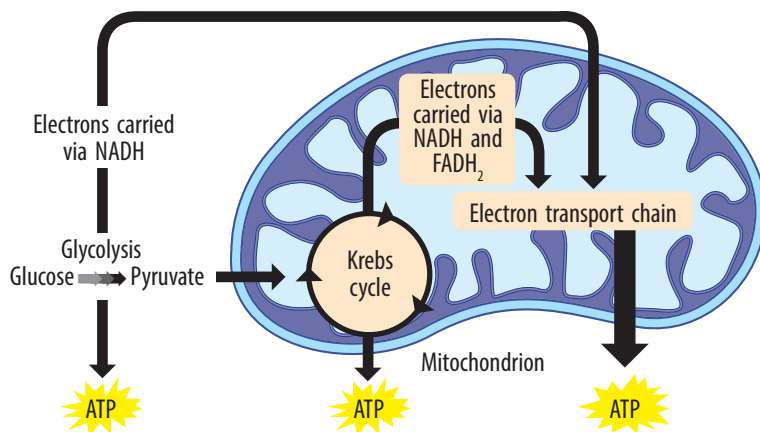 Electrons carried
via NADH
Electrons
carried via
NADH and
FADH₂
Electron transport chain
Glycolysis
Glucose Pyruvate
Krebs
cycle
Mitochondrion
ATP ATP ATP